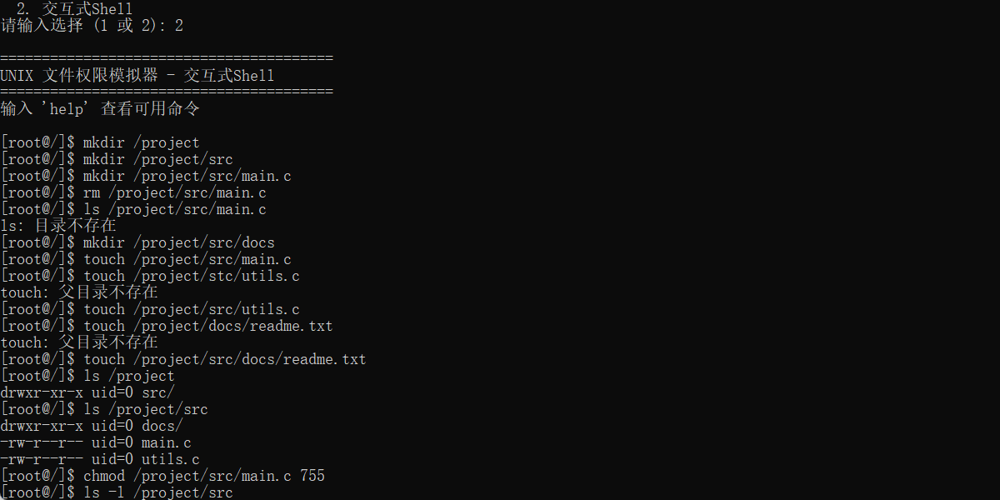 2. 交互式Shell
请输入选择 (1 或 2): 2
========================================
UNIX 文件权限模拟器 - 交互式Shell
========================================
输入 'help' 查看可用命令
[root@/]$ mkdir /project
[root@/]$ mkdir /project/src
[root@/]$ mkdir /project/src/main.c
[root@/]$ rm /project/src/main.c
[root@/]$ ls /project/src/main.c
ls: 目录不存在
[root@/]$ mkdir /project/src/docs
[root@/]$ touch /project/src/main.c
[root@/]$ touch /project/stc/utils.c
touch: 父目录不存在
[root@/]$ touch /project/src/utils.c
[root@/]$ touch /project/docs/readme.txt
touch: 父目录不存在
[root@/]$ touch /project/src/docs/readme.txt
[root@/]$ ls /project
drwxr-xr-x uid=0 src/
[root@/]$ ls /project/src
drwxr-xr-x uid=0 docs/
-rw-r--r-- uid=0 main.c
-rw-r--r-- uid=0 utils.c
[root@/]$ chmod /project/src/main.c 755
[root@/]$ ls -l /project/src